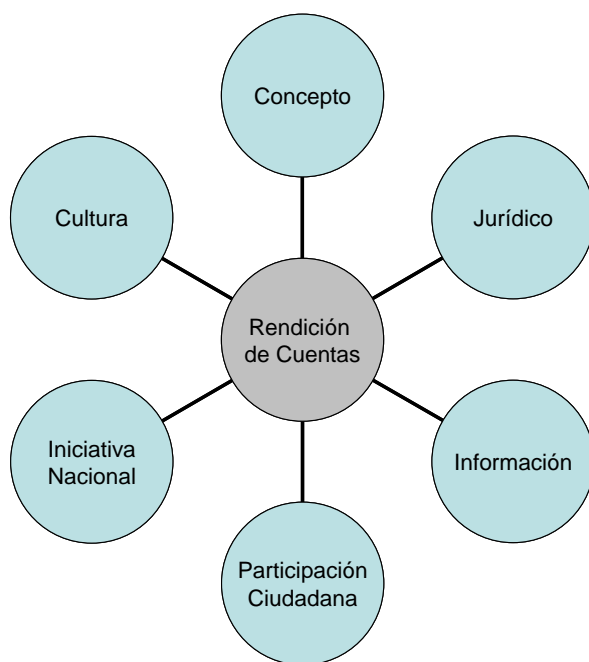 Concepto
Cultura
Jurídico
Rendición
de Cuentas
Iniciativa
Nacional
Información
Participación
Ciudadana